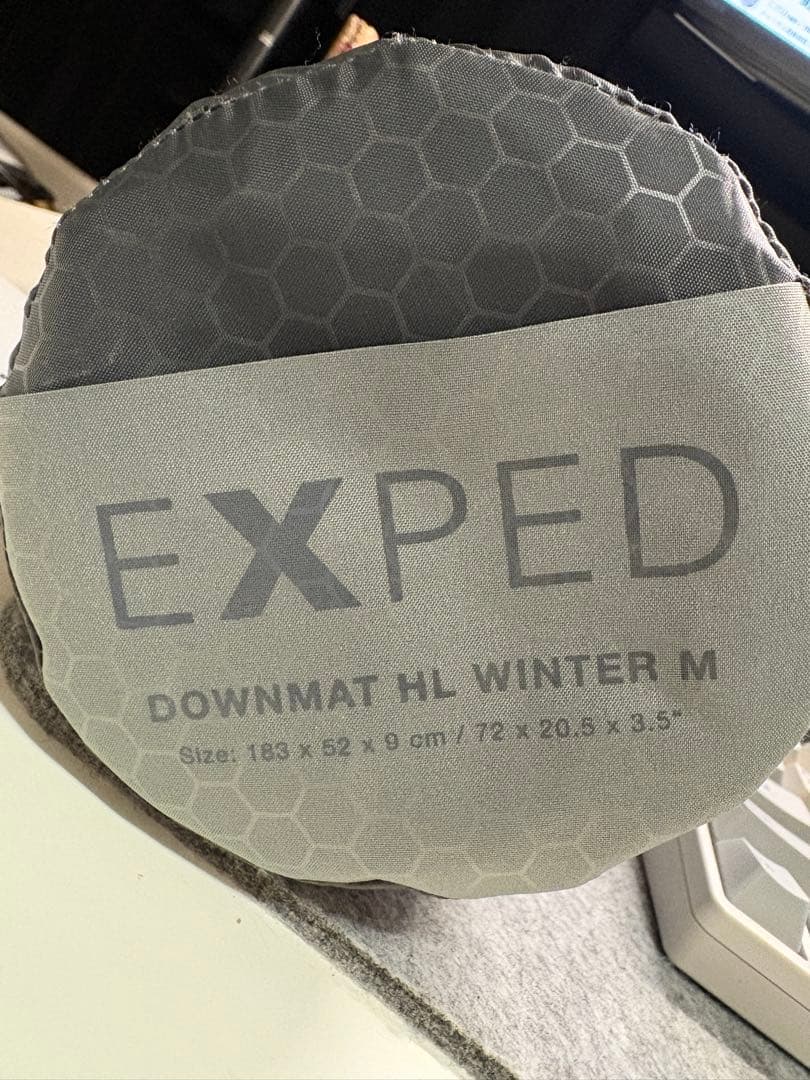 EXPED
DOWNMAT HL WINTER M
Size: 183 x 52 x 9 cm / 72 x 20.5 x 3.5"